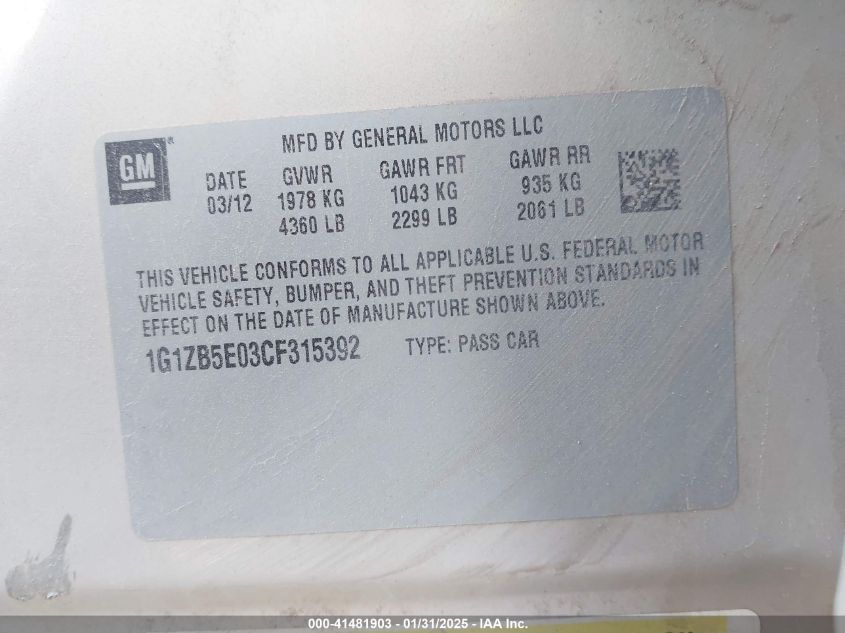 GM
MFD BY GENERAL MOTORS LLC
DATE GVWR GAWR FRT GAWR RR
03/12 1978 KG 1043 KG 935 KG
4360 LB 2299 LB 2061 LB
THIS VEHICLE CONFORMS TO ALL APPLICABLE U.S. FEDERAL MOTOR
VEHICLE SAFETY, BUMPER, AND THEFT PREVENTION STANDARDS IN
EFFECT ON THE DATE OF MANUFACTURE SHOWN ABOVE.
1G1ZB5E03CF315392 TYPE: PASS CAR
000-41481903 - 01/31/2025 - IAA Inc.